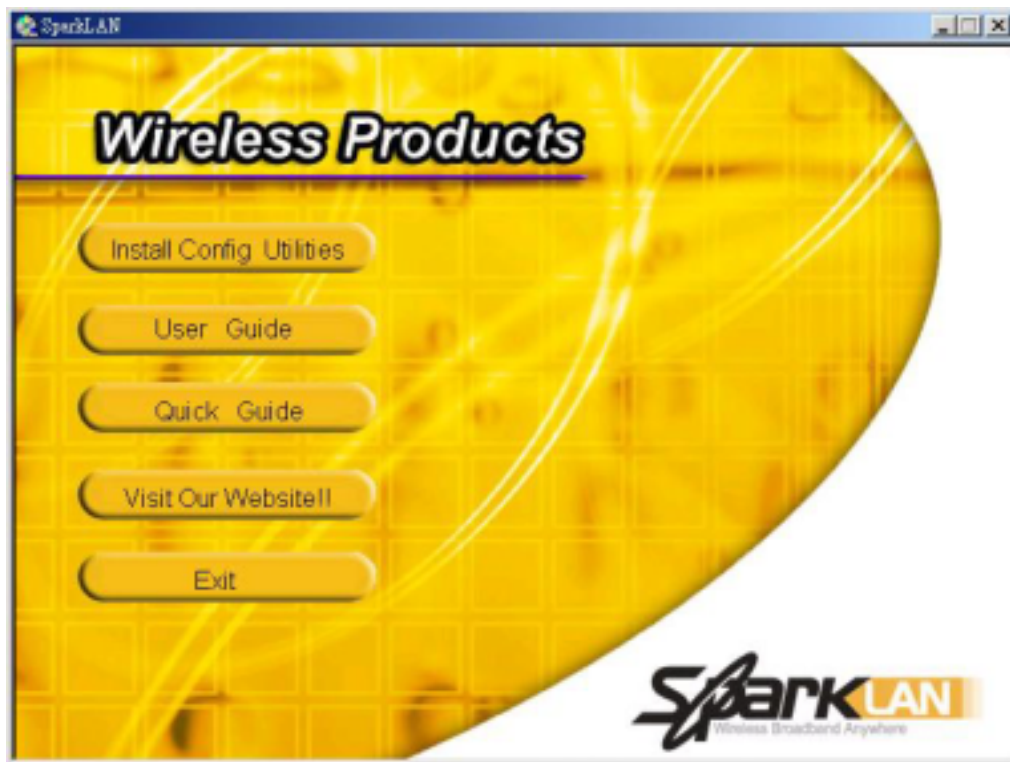 SparkLAN
Wireless Products
Install Config Utilities
User Guide
Quick Guide
Visit Our Website!!
Exit
SparkLAN
Wireless Broadband Anywhere